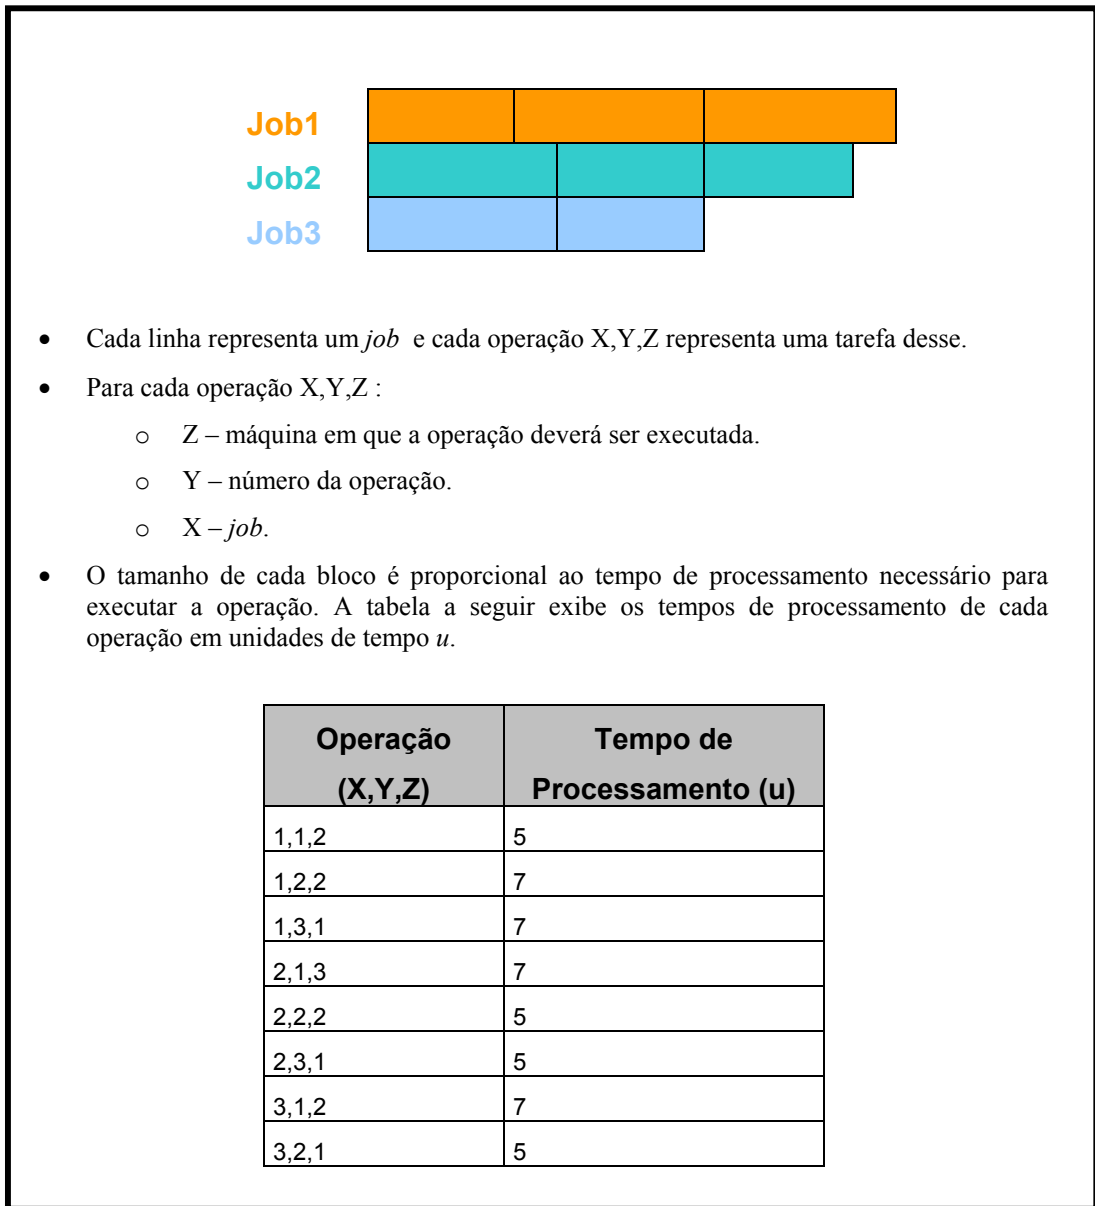 Job1
Job2
Job3
• Cada linha representa um job e cada operação X,Y,Z representa uma tarefa desse.
• Para cada operação X,Y,Z :
o Z – máquina em que a operação deverá ser executada.
o Y – número da operação.
o X – job.
• O tamanho de cada bloco é proporcional ao tempo de processamento necessário para
executar a operação. A tabela a seguir exibe os tempos de processamento de cada
operação em unidades de tempo u.
Operação Tempo de
(X,Y,Z) Processamento (u)
1,1,2 5
1,2,2 7
1,3,1 7
2,1,3 7
2,2,2 5
2,3,1 5
3,1,2 7
3,2,1 5